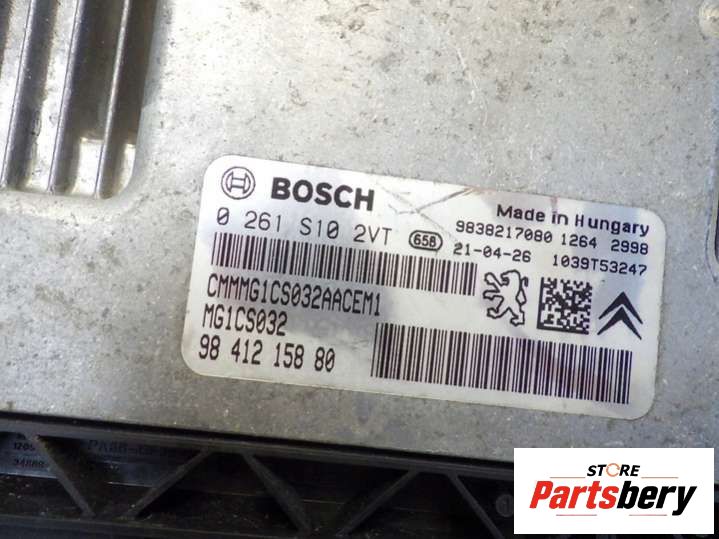 BOSCH
Made in Hungary
0 261 S10 2VT 658
9838217080 1264 2998
21-04-26 1039T53247
CMMMG1CS032AACEM1
MG1CS032
98 412 158 80
STORE
Partsbery